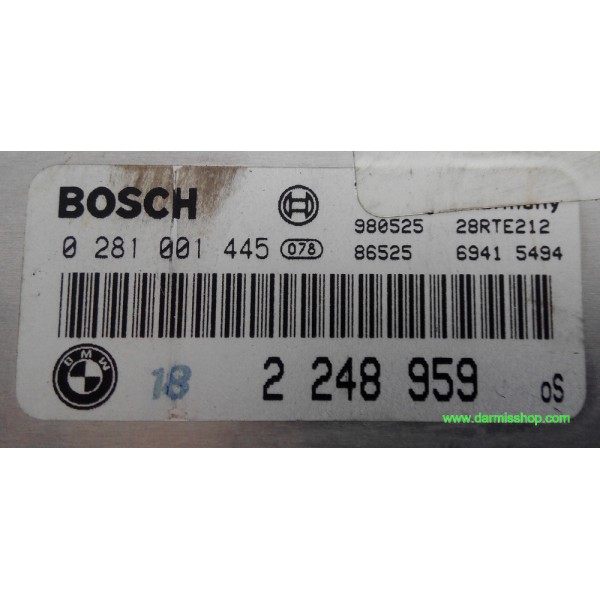 BOSCH
980525 28RTE212
0 281 001 445 078 86525 6941 5494
BMW
18 2 248 959 oS
www.darmisshop.com